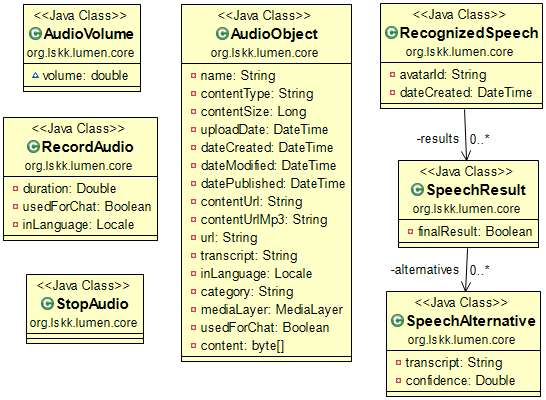 <<Java Class>>
AudioVolume
org.lskk.lumen.core
volume: double
<<Java Class>>
RecordAudio
org.lskk.lumen.core
duration: Double
usedForChat: Boolean
inLanguage: Locale
<<Java Class>>
StopAudio
org.lskk.lumen.core
<<Java Class>>
AudioObject
org.lskk.lumen.core
name: String
contentType: String
contentSize: Long
uploadDate: DateTime
dateCreated: DateTime
dateModified: DateTime
datePublished: DateTime
contentUrl: String
contentUrlMp3: String
url: String
transcript: String
inLanguage: Locale
category: String
mediaLayer: MediaLayer
usedForChat: Boolean
content: byte[]
<<Java Class>>
RecognizedSpeech
org.lskk.lumen.core
avatarId: String
dateCreated: DateTime
-results 0..*
<<Java Class>>
SpeechResult
org.lskk.lumen.core
finalResult: Boolean
-alternatives 0..*
<<Java Class>>
SpeechAlternative
org.lskk.lumen.core
transcript: String
confidence: Double